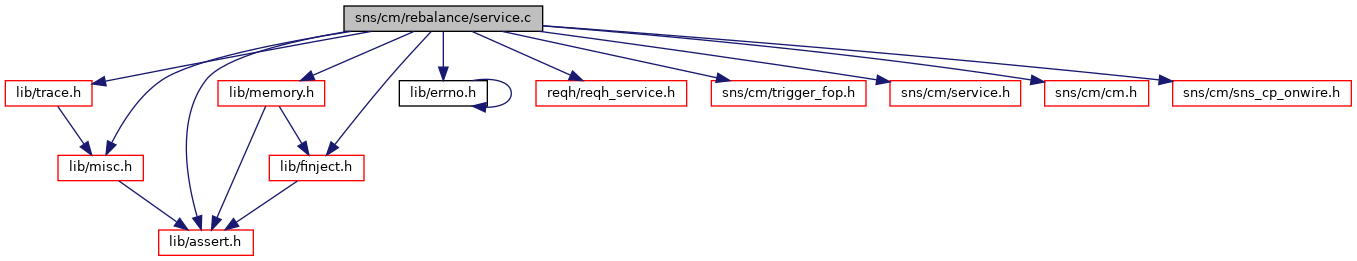 sns/cm/rebalance/service.c
lib/trace.h
lib/memory.h
lib/errno.h
reqh/reqh_service.h
sns/cm/trigger_fop.h
sns/cm/service.h
sns/cm/cm.h
sns/cm/sns_cp_onwire.h
lib/misc.h
lib/finject.h
lib/assert.h